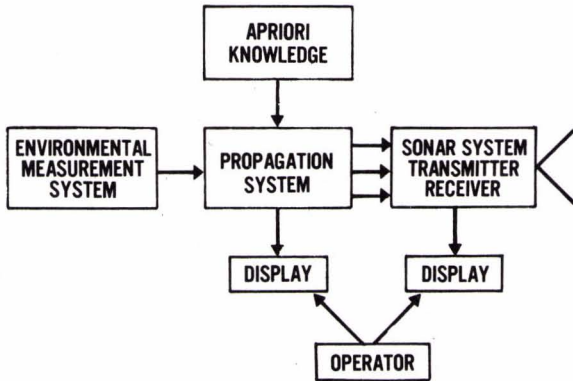 APRIORI
KNOWLEDGE
ENVIRONMENTAL
MEASUREMENT
SYSTEM
PROPAGATION
SYSTEM
SONAR SYSTEM
TRANSMITTER
RECEIVER
DISPLAY
DISPLAY
OPERATOR